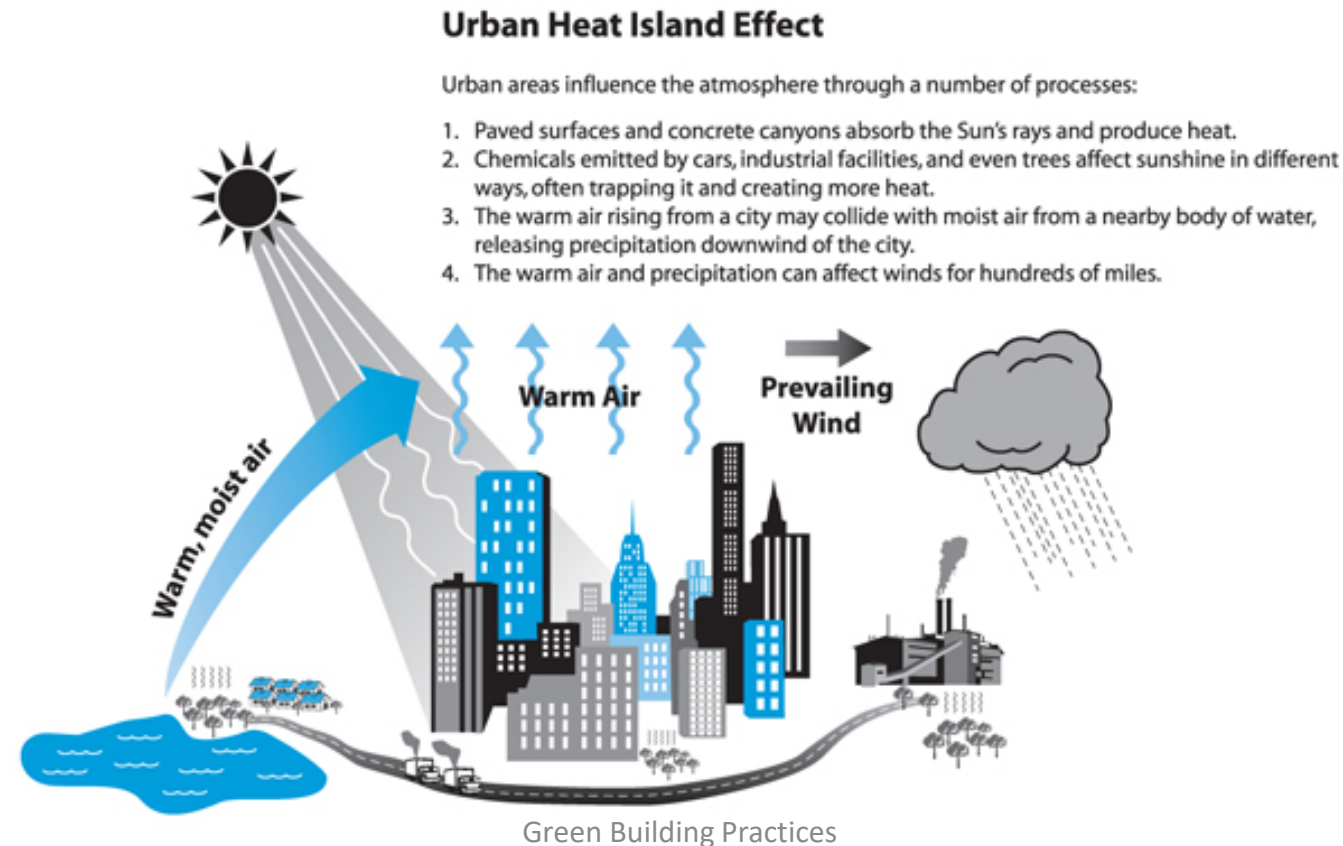 Urban Heat Island Effect
Urban areas influence the atmosphere through a number of processes:
1. Paved surfaces and concrete canyons absorb the Sun's rays and produce heat.
2. Chemicals emitted by cars, industrial facilities, and even trees affect sunshine in different
ways, often trapping it and creating more heat.
3. The warm air rising from a city may collide with moist air from a nearby body of water,
releasing precipitation downwind of the city.
4. The warm air and precipitation can affect winds for hundreds of miles.
Warm Air
Prevailing
Wind
Warm, moist air
Green Building Practices